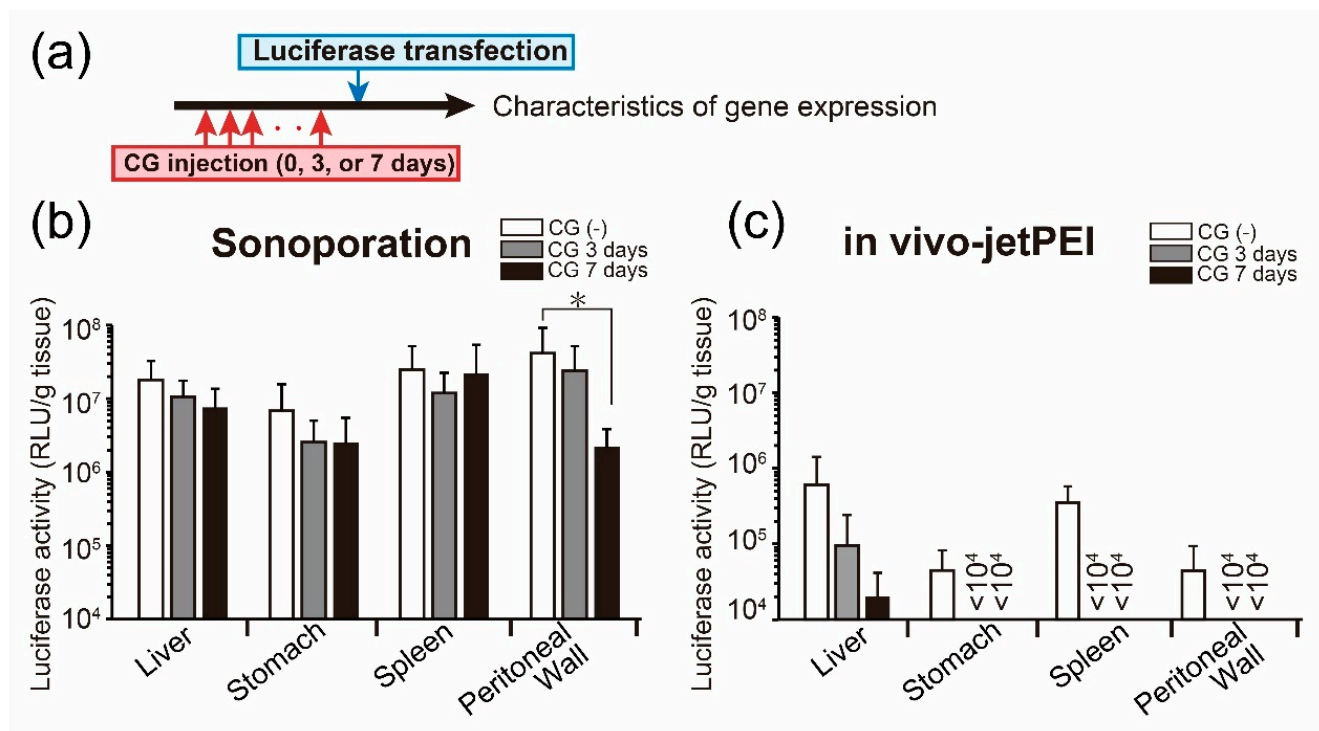 (a)
Luciferase transfection
Characteristics of gene expression
CG injection (0, 3, or 7 days)
(b)
Sonoporation
CG (-)
CG 3 days
CG 7 days
*
Luciferase activity (RLU/g tissue)
10⁸
10⁷
10⁶
10⁵
10⁴
Liver
Stomach
Spleen
Peritoneal
Wall
(c)
in vivo-jetPEI
CG (-)
CG 3 days
CG 7 days
Luciferase activity (RLU/g tissue)
10⁸
10⁷
10⁶
10⁵
10⁴
<10⁴
<10⁴
<10⁴
<10⁴
<10⁴
<10⁴
Liver
Stomach
Spleen
Peritoneal
Wall